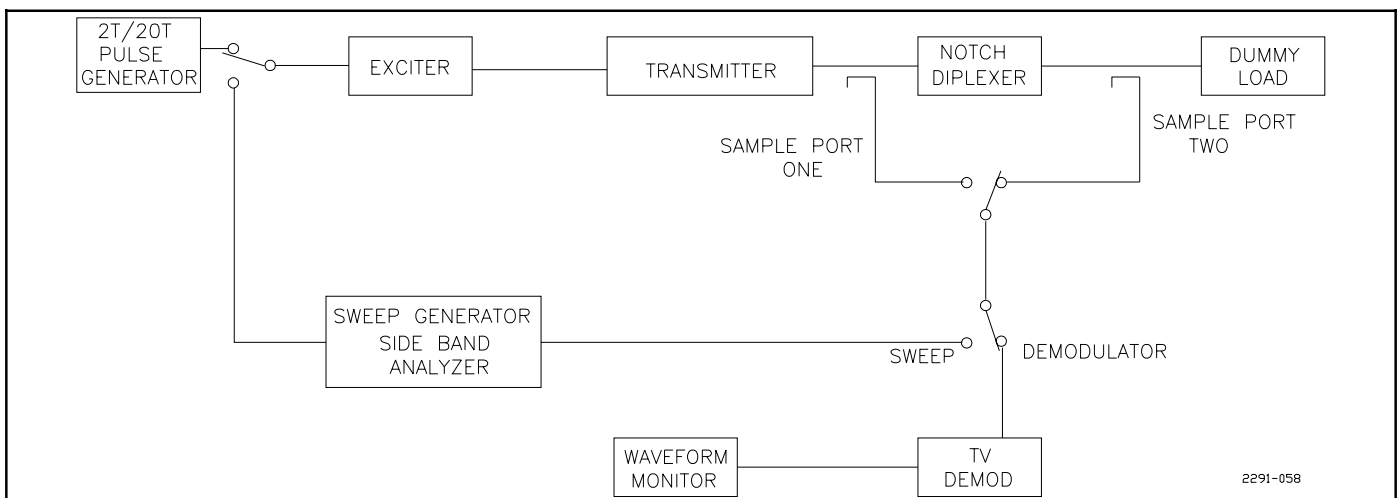 2T/20T
PULSE
GENERATOR
EXCITER
TRANSMITTER
NOTCH
DIPLEXER
DUMMY
LOAD
SAMPLE PORT
ONE
SAMPLE PORT
TWO
SWEEP GENERATOR
SIDE BAND
ANALYZER
SWEEP
DEMODULATOR
WAVEFORM
MONITOR
TV
DEMOD
2291-058